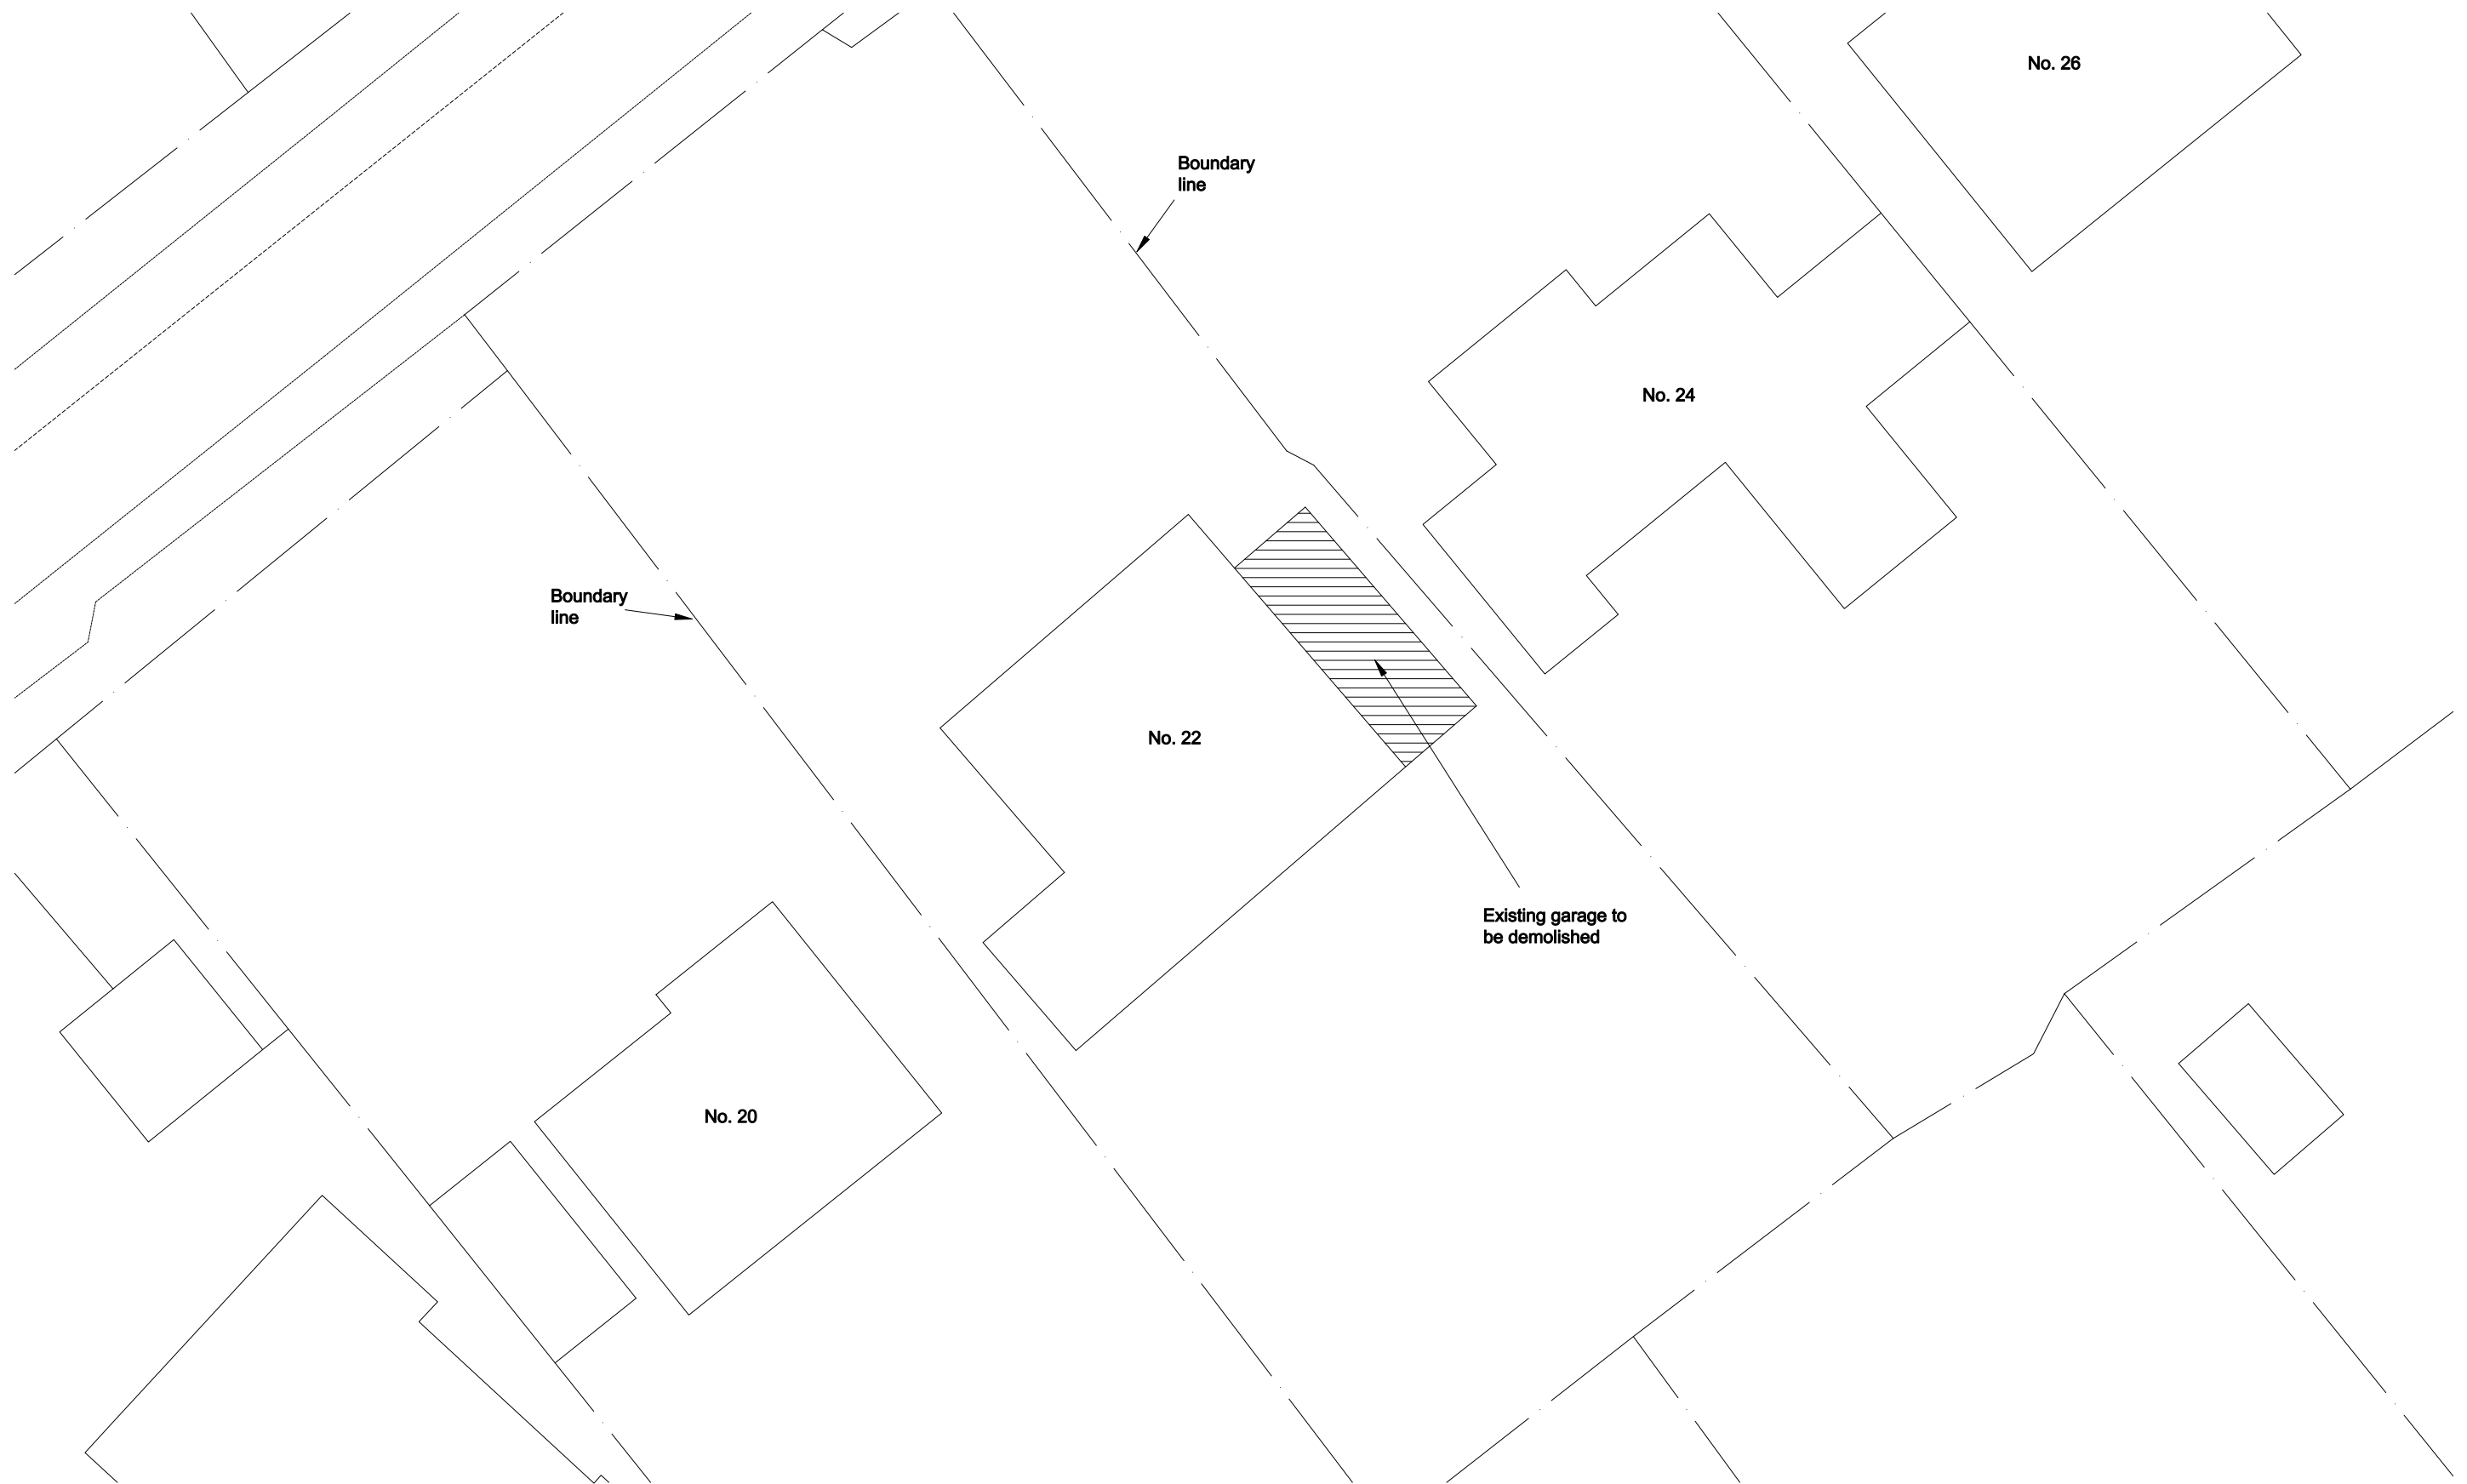 No. 26
Boundary
line
No. 24
Boundary
line
No. 22
Existing garage to
be demolished
No. 20